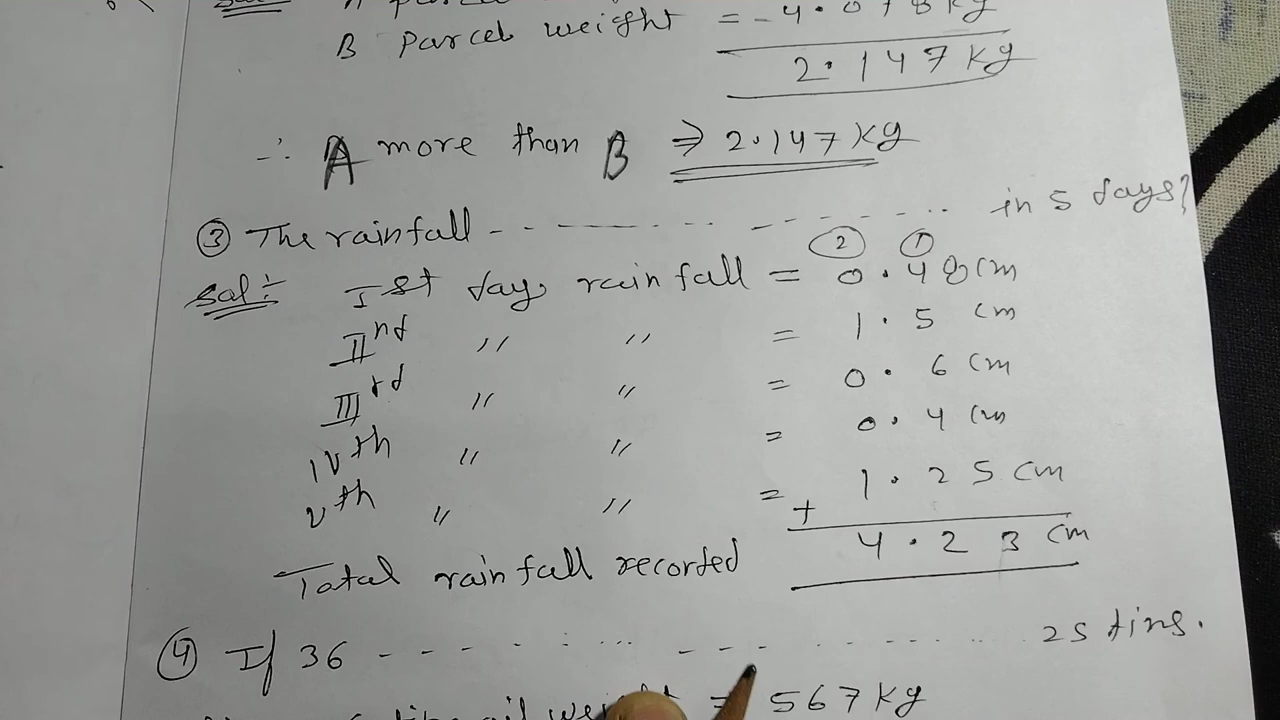 B Parcel weight = - 4.078 kg
2.147 kg
∴ A more than B ⇒ 2.147 kg
③ The rainfall - - - - - - - - - - - - in 5 days?
② ①
Sol:- Ist day rainfall = 0.48 cm
IInd " " = 1.5 cm
IIIrd " " = 0.6 cm
IVth " " = 0.4 cm
Vth " " = + 1.25 cm
Total rainfall recorded 4.23 cm
④ If 36 - - - - - - - - - - - - 25 tins.
= 567 kg